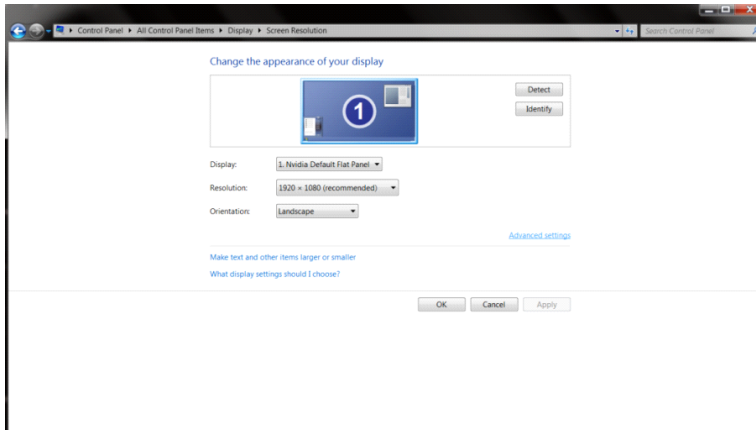 Control Panel ▸ All Control Panel Items ▸ Display ▸ Screen Resolution
Search Control Panel
Change the appearance of your display
1
Detect
Identify
Display: 1. Nvidia Default Flat Panel
Resolution: 1920 × 1080 (recommended)
Orientation: Landscape
Advanced settings
Make text and other items larger or smaller
What display settings should I choose?
OK Cancel Apply